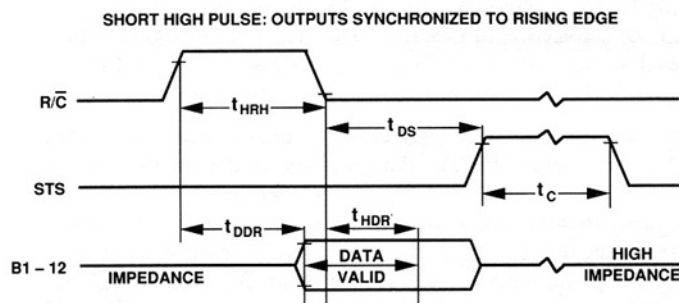 SHORT HIGH PULSE: OUTPUTS SYNCHRONIZED TO RISING EDGE
R/C̅
tHRH
tDS
STS
tC
tDDR
tHDR
B1 – 12
IMPEDANCE
DATA
VALID
HIGH
IMPEDANCE